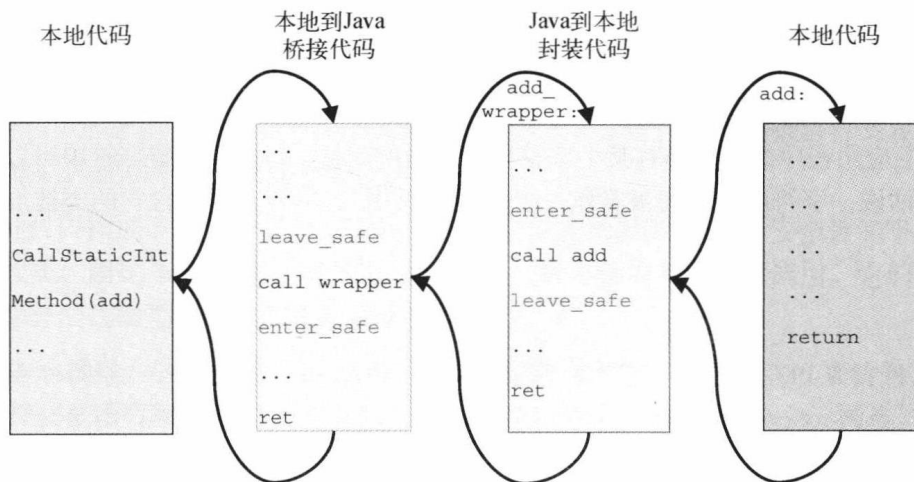 本地代码
本地到Java
桥接代码
Java到本地
封装代码
本地代码
...
CallStaticInt
Method(add)
...
...
...
leave_safe
call wrapper
enter_safe
...
ret
add_
wrapper:
...
enter_safe
call add
leave_safe
...
ret
add:
...
...
...
...
return